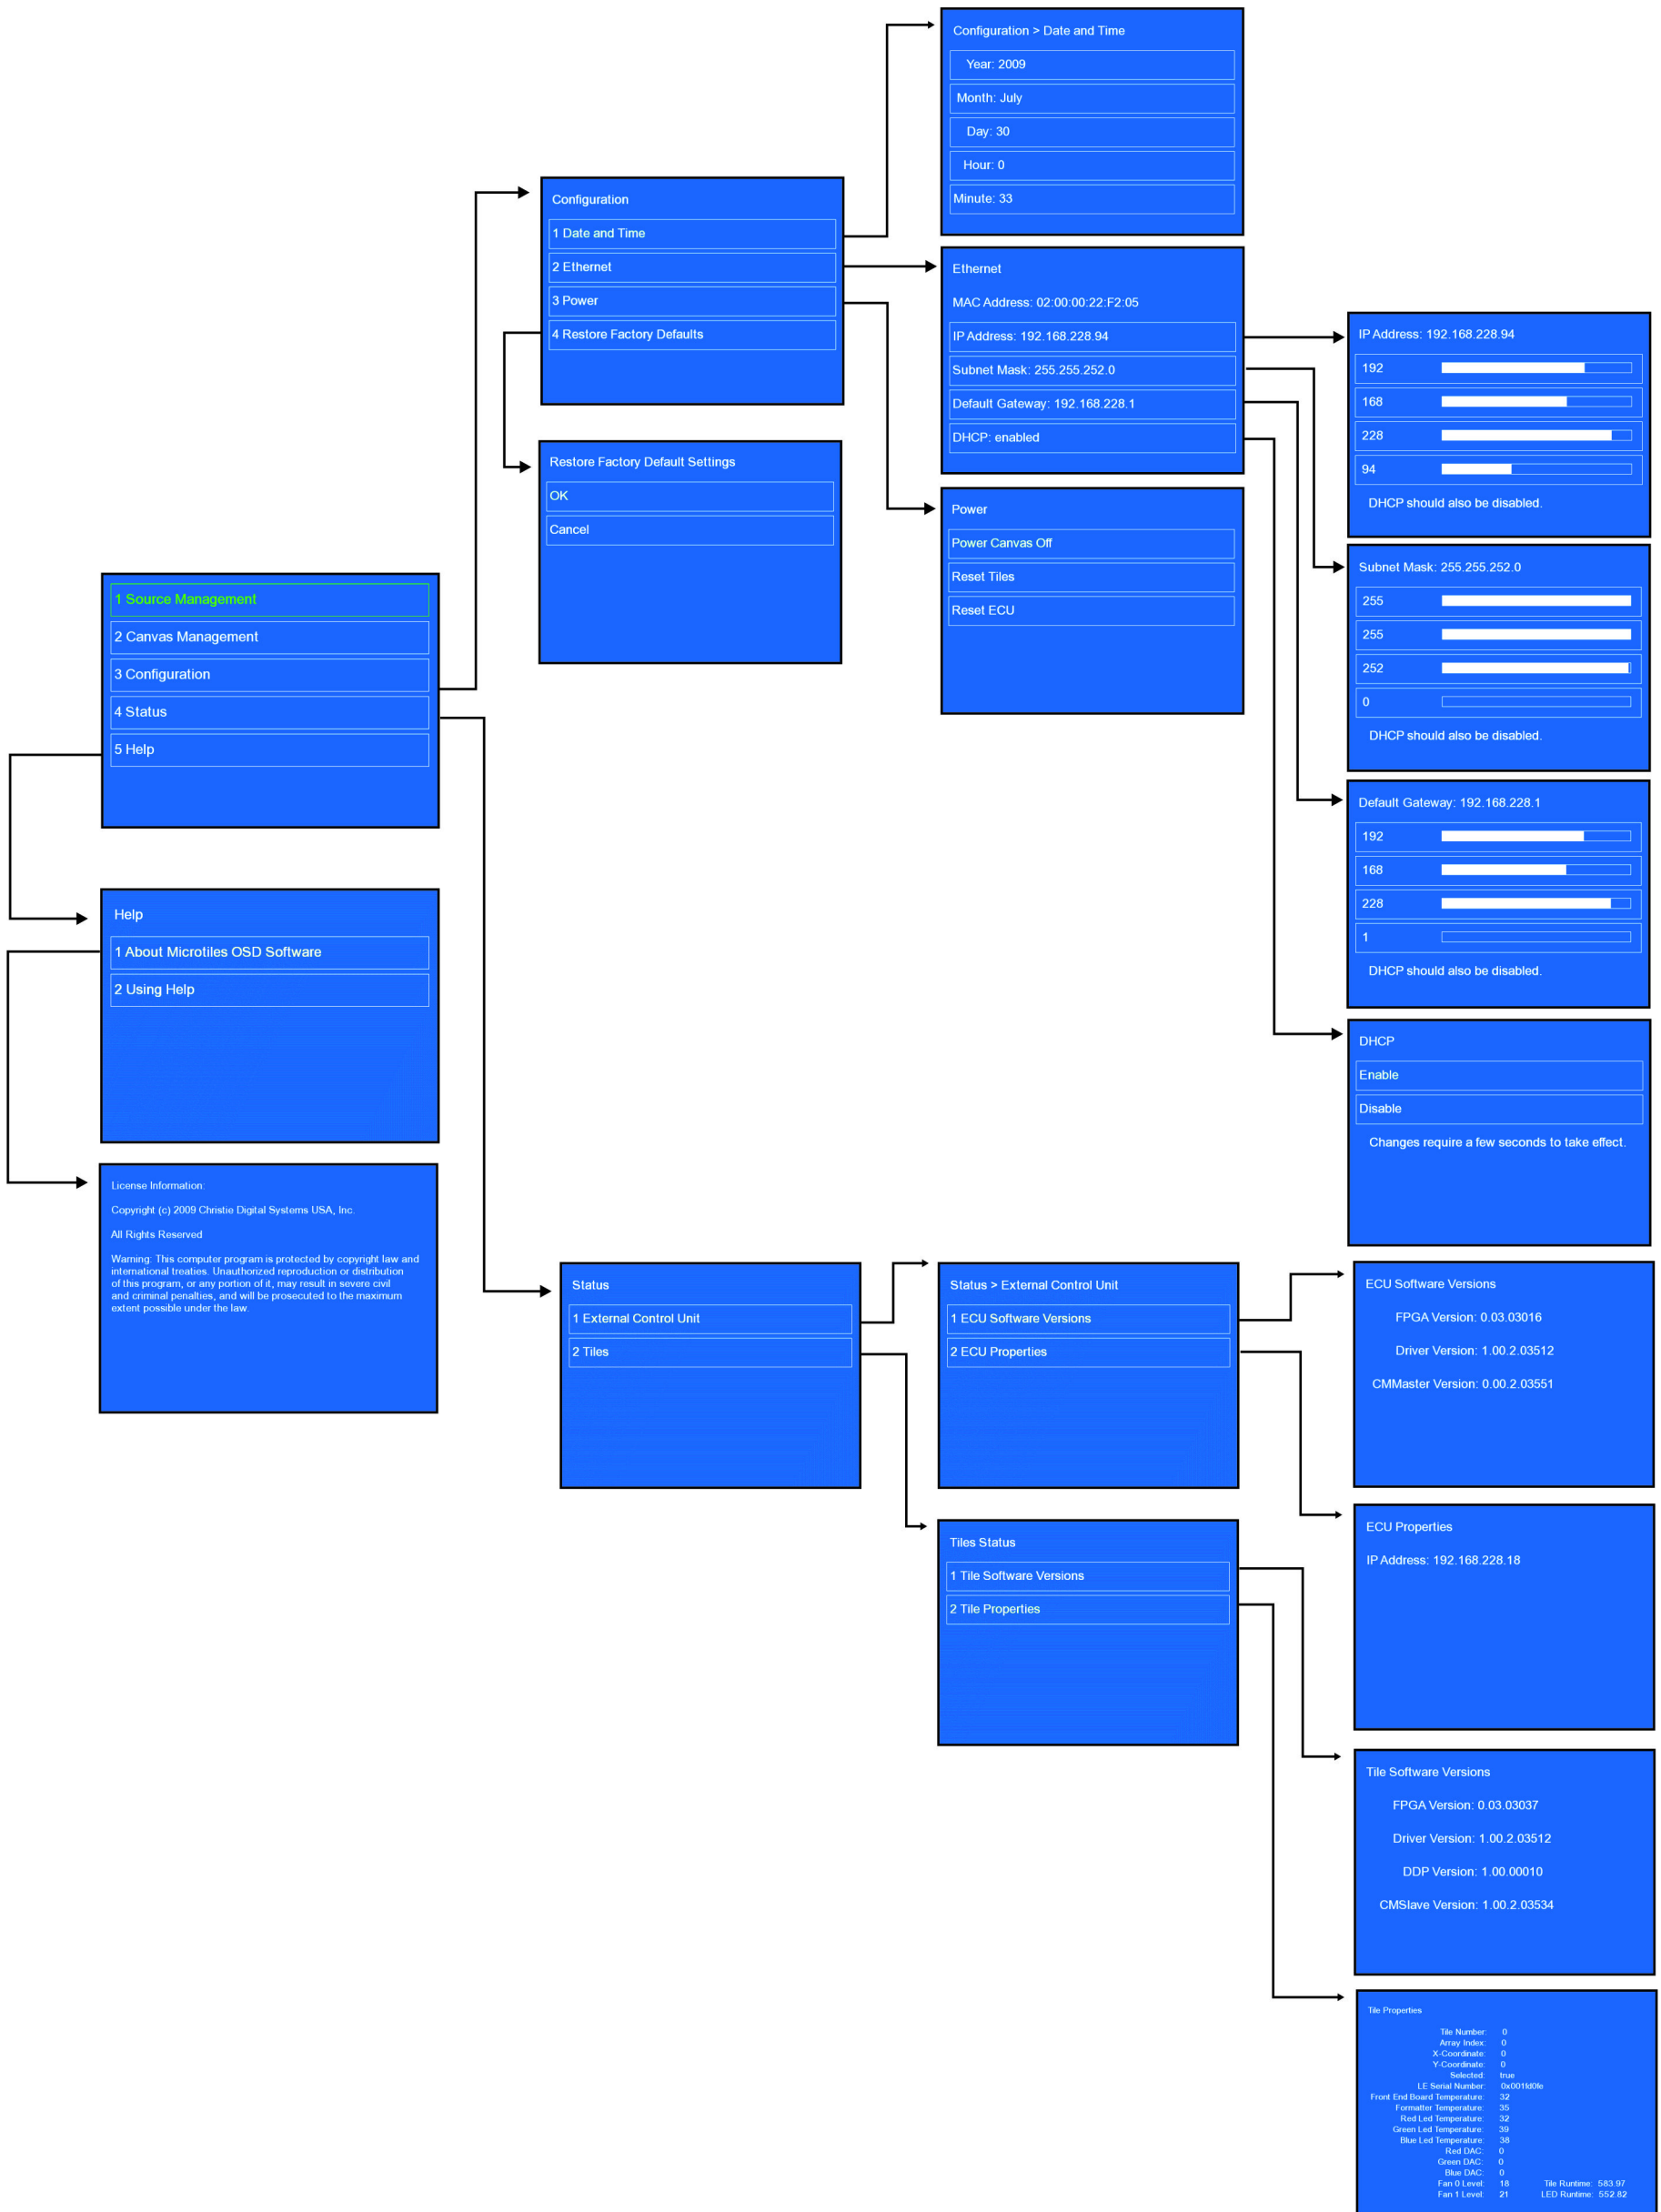 Configuration > Date and Time
Year: 2009
Month: July
Day: 30
Hour: 0
Minute: 33
Configuration
1 Date and Time
2 Ethernet
3 Power
4 Restore Factory Defaults
Ethernet
MAC Address: 02:00:00:22:F2:05
IP Address: 192.168.228.94
Subnet Mask: 255.255.252.0
Default Gateway: 192.168.228.1
DHCP: enabled
IP Address: 192.168.228.94
192
168
228
94
DHCP should also be disabled.
Restore Factory Default Settings
OK
Cancel
Power
Power Canvas Off
Reset Tiles
Reset ECU
Subnet Mask: 255.255.252.0
255
255
252
0
DHCP should also be disabled.
1 Source Management
2 Canvas Management
3 Configuration
4 Status
5 Help
Default Gateway: 192.168.228.1
192
168
228
1
DHCP should also be disabled.
Help
1 About Microtiles OSD Software
2 Using Help
DHCP
Enable
Disable
Changes require a few seconds to take effect.
License Information:
Copyright (c) 2009 Christie Digital Systems USA, Inc.
All Rights Reserved
Warning: This computer program is protected by copyright law and
international treaties. Unauthorized reproduction or distribution
of this program, or any portion of it, may result in severe civil
and criminal penalties, and will be prosecuted to the maximum
extent possible under the law.
Status
1 External Control Unit
2 Tiles
Status > External Control Unit
1 ECU Software Versions
2 ECU Properties
ECU Software Versions
FPGA Version: 0.03.03016
Driver Version: 1.00.2.03512
CMMaster Version: 0.00.2.03551
Tiles Status
1 Tile Software Versions
2 Tile Properties
ECU Properties
IP Address: 192.168.228.18
Tile Software Versions
FPGA Version: 0.03.03037
Driver Version: 1.00.2.03512
DDP Version: 1.00.00010
CMSlave Version: 1.00.2.03534
Tile Properties
Tile Number: 0
Array Index: 0
X-Coordinate: 0
Y-Coordinate: 0
Selected: true
LE Serial Number: 0x001fd0fe
Front End Board Temperature: 32
Formatter Temperature: 35
Red Led Temperature: 32
Green Led Temperature: 39
Blue Led Temperature: 38
Red DAC: 0
Green DAC: 0
Blue DAC: 0
Fan 0 Level: 18 Tile Runtime: 583.97
Fan 1 Level: 21 LED Runtime: 552.82